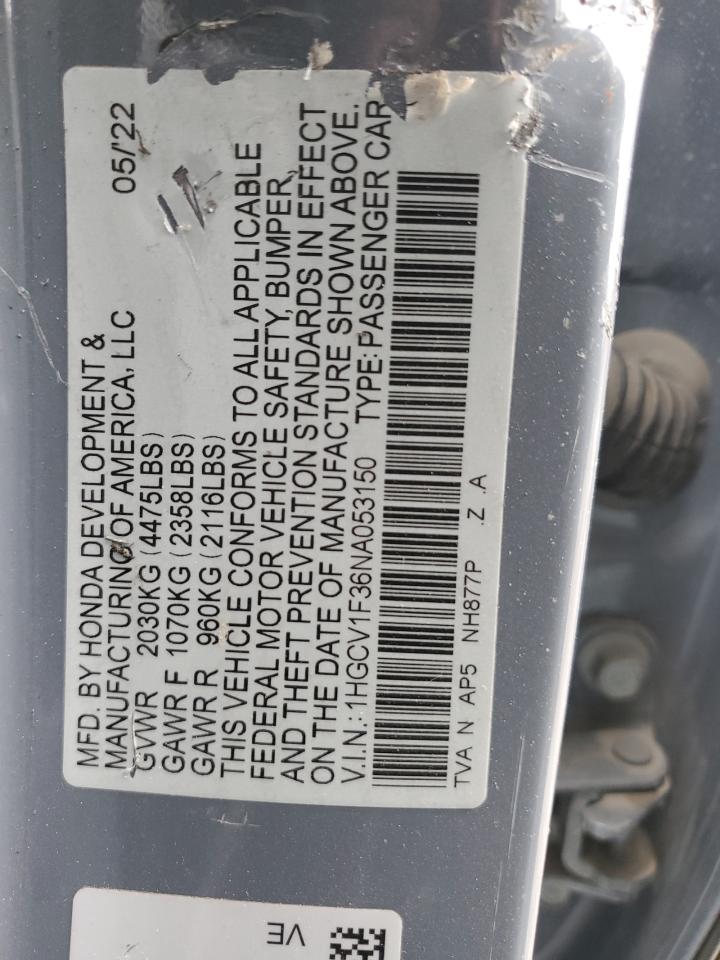 MFD. BY HONDA DEVELOPMENT &
MANUFACTURING OF AMERICA, LLC 05/'22
GVWR 2030KG (4475LBS)
GAWR F 1070KG (2358LBS)
GAWR R 960KG (2116LBS)
THIS VEHICLE CONFORMS TO ALL APPLICABLE
FEDERAL MOTOR VEHICLE SAFETY, BUMPER,
AND THEFT PREVENTION STANDARDS IN EFFECT
ON THE DATE OF MANUFACTURE SHOWN ABOVE.
V.I.N.: 1HGCV1F36NA053150 TYPE: PASSENGER CAR
TVA N AP5 NH877P .Z .A
VE